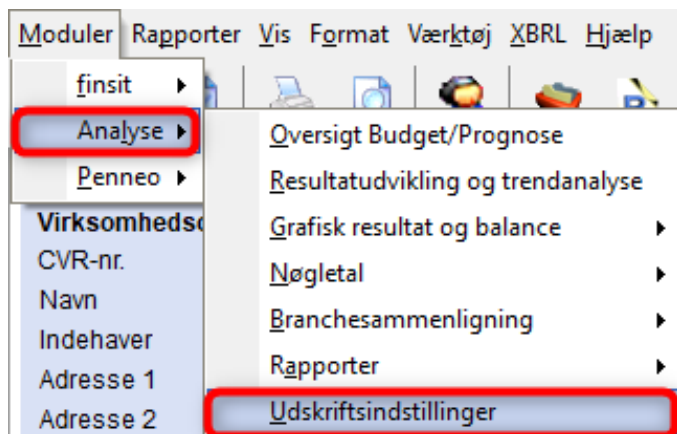 Moduler Rapporter Vis Format Værktøj XBRL Hjælp
finsit
Analyse
Penneo
Oversigt Budget/Prognose
Resultatudvikling og trendanalyse
Grafisk resultat og balance
Nøgletal
Branchesammenligning
Rapporter
Udskriftsindstillinger
CVR-nr.
Navn
Indehaver
Adresse 1
Adresse 2